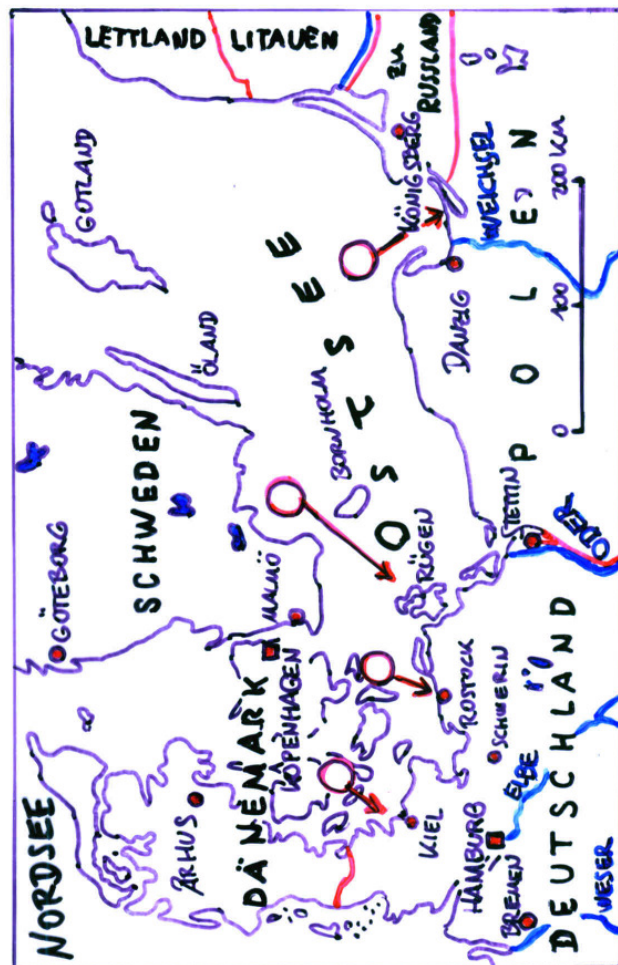 NORDSEE
GÖTEBORG
GOTLAND
LETTLAND
SCHWEDEN
ÖLAND
LITAUEN
ÅRHUS
MALMÖ
DÄNEMARK
KOPENHAGEN
BORNHOLM
OSTSEE
ZU
RUSSLAND
KÖNIGSBERG
KIEL
RÜGEN
ROSTOCK
DANZIG
WEICHSEL
SCHWERIN
STETTIN
HAMBURG
ELBE
BREMEN
POLEN
DEUTSCHLAND
ODER
WESER
0 100 200 KM